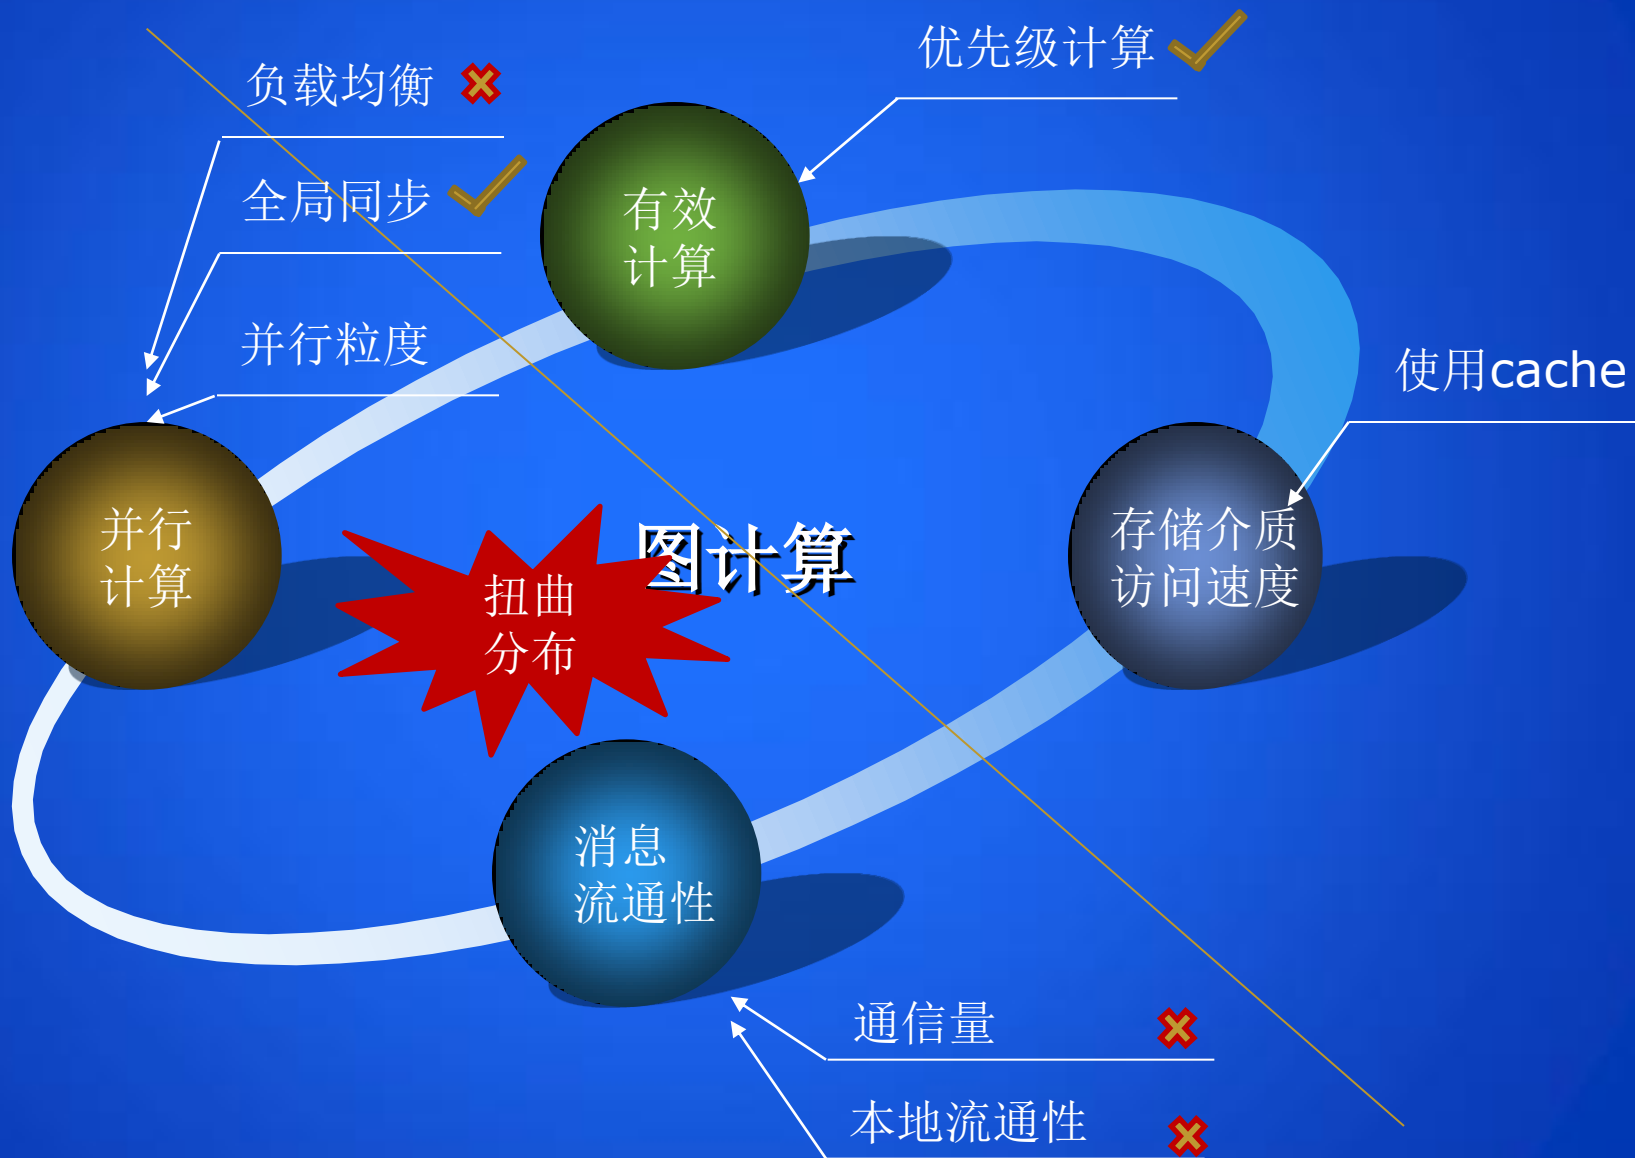 优先级计算
负载均衡
全局同步
有效
计算
并行粒度
使用cache
并行
计算
图计算
扭曲
分布
存储介质
访问速度
消息
流通性
通信量
本地流通性